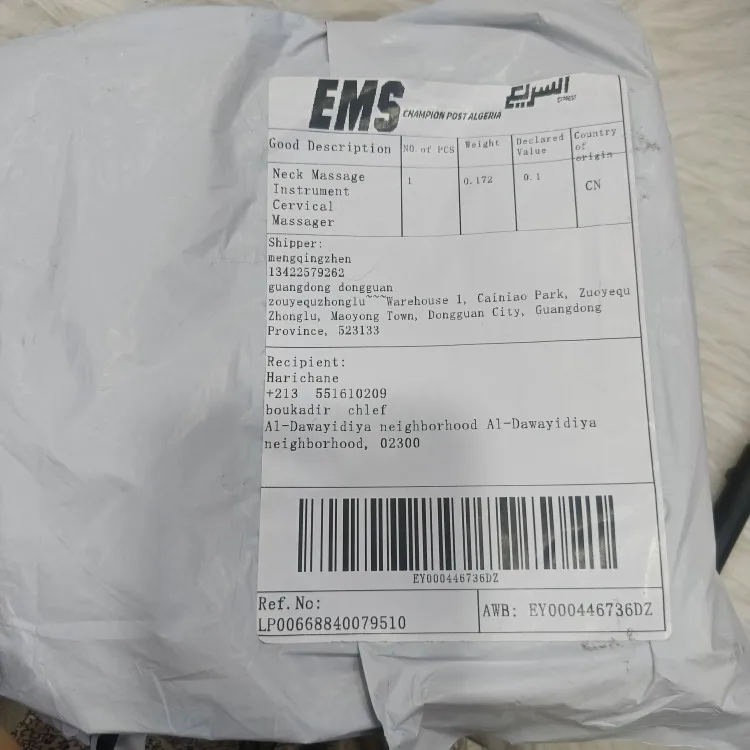 EMS CHAMPION POST ALGERIA السريع EXPRESS
Good Description NO. of PCS Weight Declared Value Country of origin
Neck Massage Instrument Cervical Massager 1 0.172 0.1 CN
Shipper:
mengqingzhen
13422579262
guangdong dongguan
zouyequzhonglu~~~Warehouse 1, Cainiao Park, Zuoyequ
Zhonglu, Maoyong Town, Dongguan City, Guangdong
Province, 523133
Recipient:
Harichane
+213 551610209
boukadir chlef
Al-Dawayidiya neighborhood Al-Dawayidiya
neighborhood, 02300
EY000446736DZ
Ref.No:
LP00668840079510
AWB: EY000446736DZ